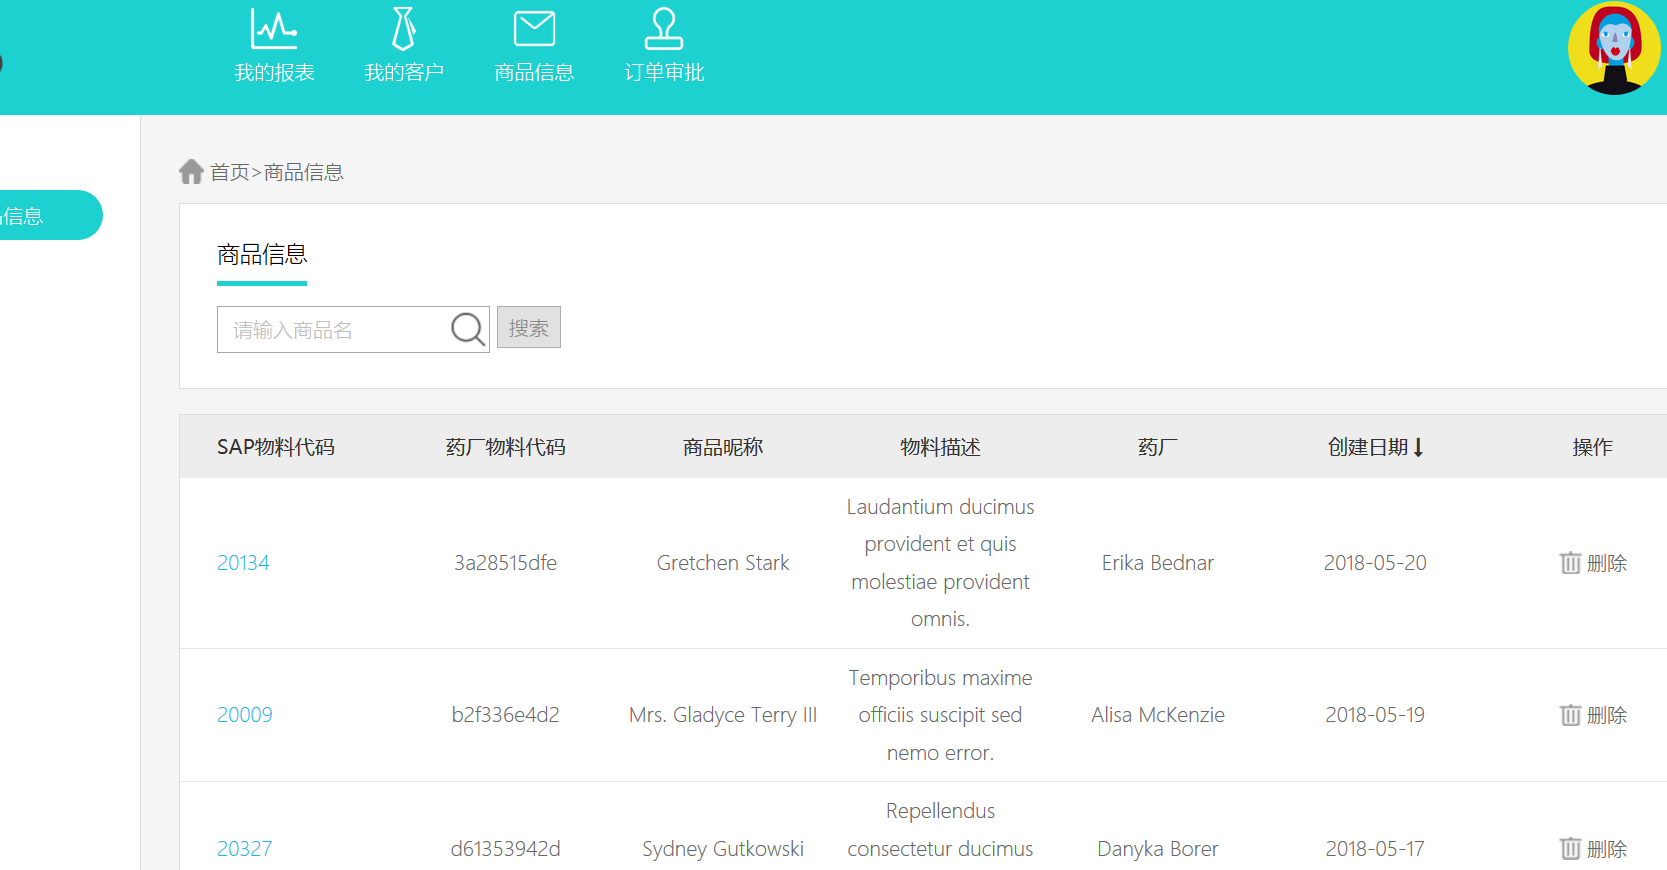 我的报表 我的客户 商品信息 订单审批
首页>商品信息
信息
商品信息
请输入商品名 搜索
SAP物料代码 药厂物料代码 商品昵称 物料描述 药厂 创建日期 操作
Laudantium ducimus
provident et quis
20134 3a28515dfe Gretchen Stark Erika Bednar 2018-05-20 删除
molestiae provident
omnis.
Temporibus maxime
20009 b2f336e4d2 Mrs. Gladyce Terry III officiis suscipit sed Alisa McKenzie 2018-05-19 删除
nemo error.
Repellendus
20327 d61353942d Sydney Gutkowski consectetur ducimus Danyka Borer 2018-05-17 删除